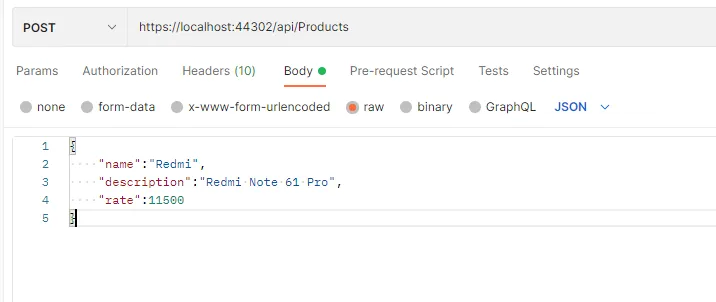 POST https://localhost:44302/api/Products
Params Authorization Headers (10) Body Pre-request Script Tests Settings
none form-data x-www-form-urlencoded raw binary GraphQL JSON
1 {
2 "name":"Redmi",
3 "description":"Redmi Note 61 Pro",
4 "rate":11500
5 }